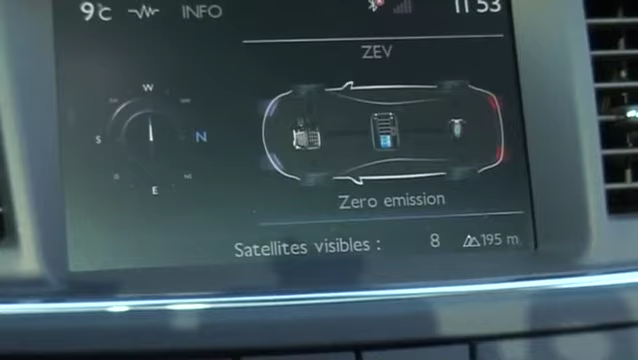 9°C INFO 11 53
ZEV
W
S N
E
Zero emission
Satellites visibles : 8 195 m